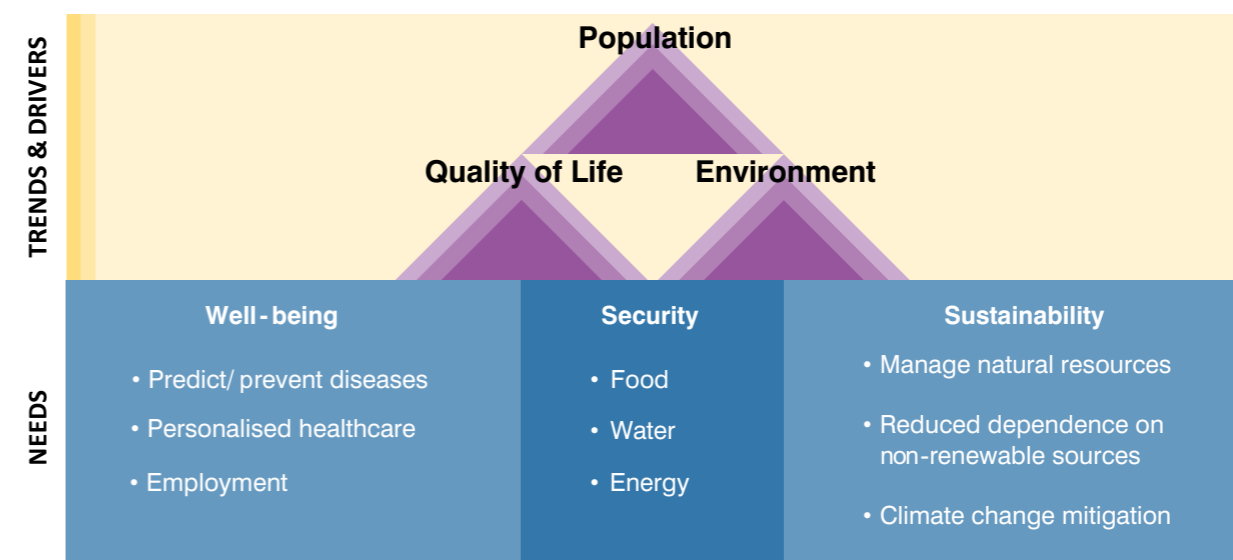 TRENDS & DRIVERS
Population
Quality of Life
Environment
NEEDS
Well-being
• Predict/ prevent diseases
• Personalised healthcare
• Employment
Security
• Food
• Water
• Energy
Sustainability
• Manage natural resources
• Reduced dependence on
non-renewable sources
• Climate change mitigation